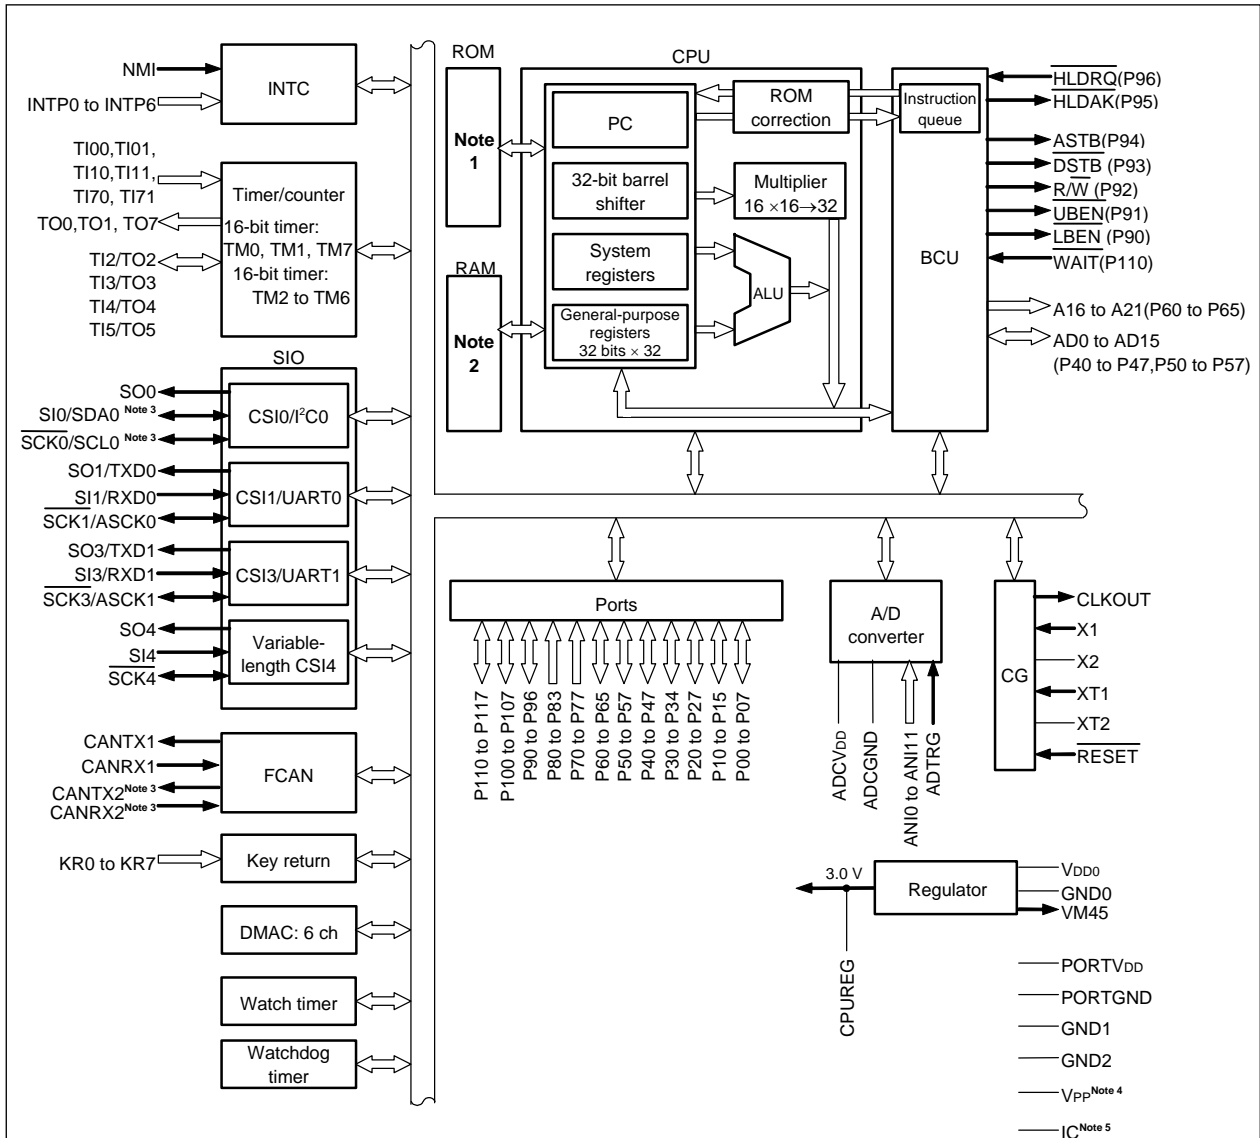 ROM
CPU
NMI
INTP0 to INTP6
INTC
TI00,TI01,
TI10,TI11,
TI70, TI71
TO0,TO1, TO7
TI2/TO2
TI3/TO3
TI4/TO4
TI5/TO5
Timer/counter
16-bit timer:
TM0, TM1, TM7
16-bit timer:
TM2 to TM6
SIO
SO0
SI0/SDA0 Note 3
SCK0/SCL0 Note 3
CSI0/I2C0
SO1/TXD0
SI1/RXD0
SCK1/ASCK0
CSI1/UART0
SO3/TXD1
SI3/RXD1
SCK3/ASCK1
CSI3/UART1
SO4
SI4
SCK4
Variable-
length CSI4
CANTX1
CANRX1
CANTX2Note 3
CANRX2Note 3
FCAN
KR0 to KR7
Key return
DMAC: 6 ch
Watch timer
Watchdog
timer
Note
1
RAM
Note
2
PC
32-bit barrel
shifter
System
registers
General-purpose
registers
32 bits × 32
ROM
correction
Multiplier
16 ×16→32
ALU
Instruction
queue
BCU
HLDRQ(P96)
HLDAK(P95)
ASTB(P94)
DSTB (P93)
R/W (P92)
UBEN(P91)
LBEN (P90)
WAIT(P110)
A16 to A21(P60 to P65)
AD0 to AD15
(P40 to P47,P50 to P57)
Ports
P110 to P117
P100 to P107
P90 to P96
P80 to P83
P70 to P77
P60 to P65
P50 to P57
P40 to P47
P30 to P34
P20 to P27
P10 to P15
P00 to P07
A/D
converter
ADCVDD
ADCGND
ANI0 to ANI11
ADTRG
CG
CLKOUT
X1
X2
XT1
XT2
RESET
3.0 V
CPUREG
Regulator
VDD0
GND0
VM45
PORTVDD
PORTGND
GND1
GND2
VPPNote 4
ICNote 5